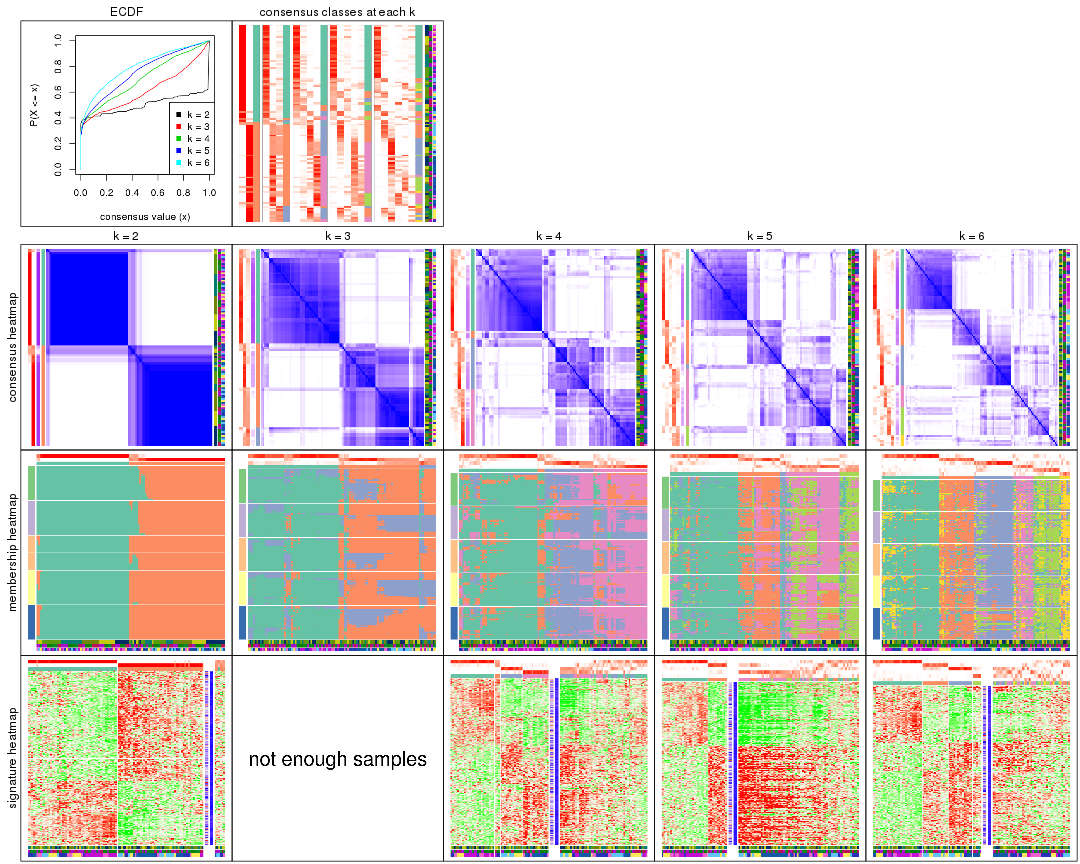 ECDF
consensus classes at each k
P(X <= x)
0.0 0.2 0.4 0.6 0.8 1.0
0.0 0.2 0.4 0.6 0.8 1.0
k = 2
k = 3
k = 4
k = 5
k = 6
consensus value (x)
k = 2
k = 3
k = 4
k = 5
k = 6
consensus heatmap
membership heatmap
signature heatmap
not enough samples